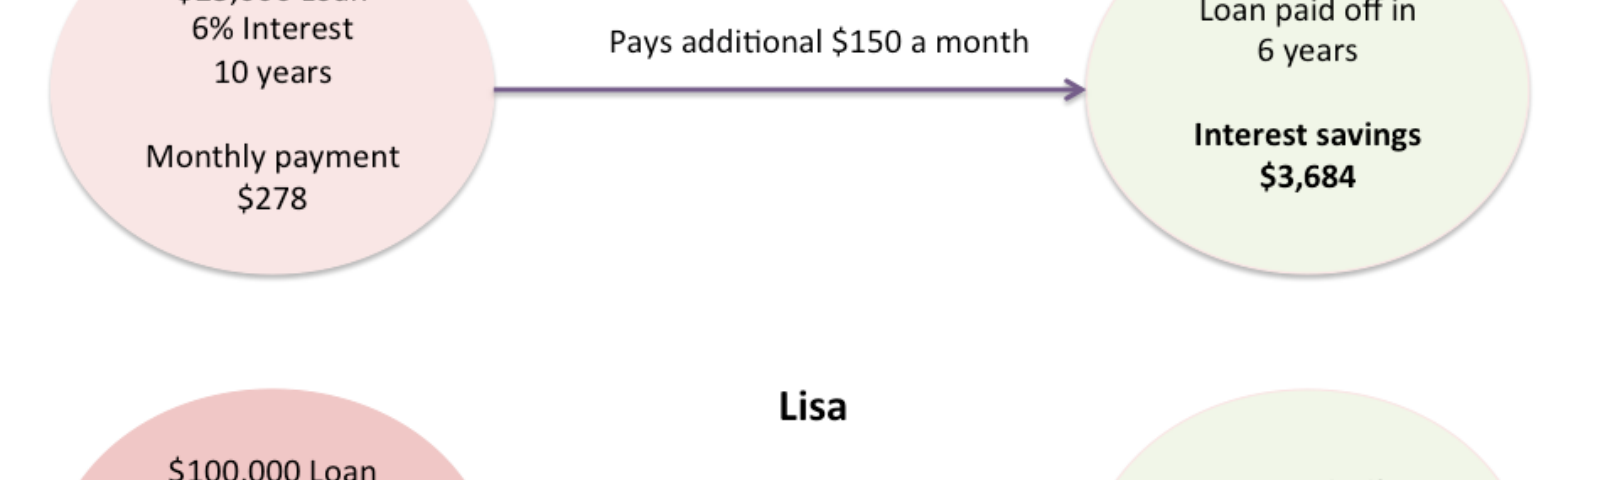 Loan
6% Interest
10 years
Monthly payment
$278
Pays additional $150 a month
Loan paid off in
6 years
Interest savings
$3,684
Lisa
$100,000 Loan